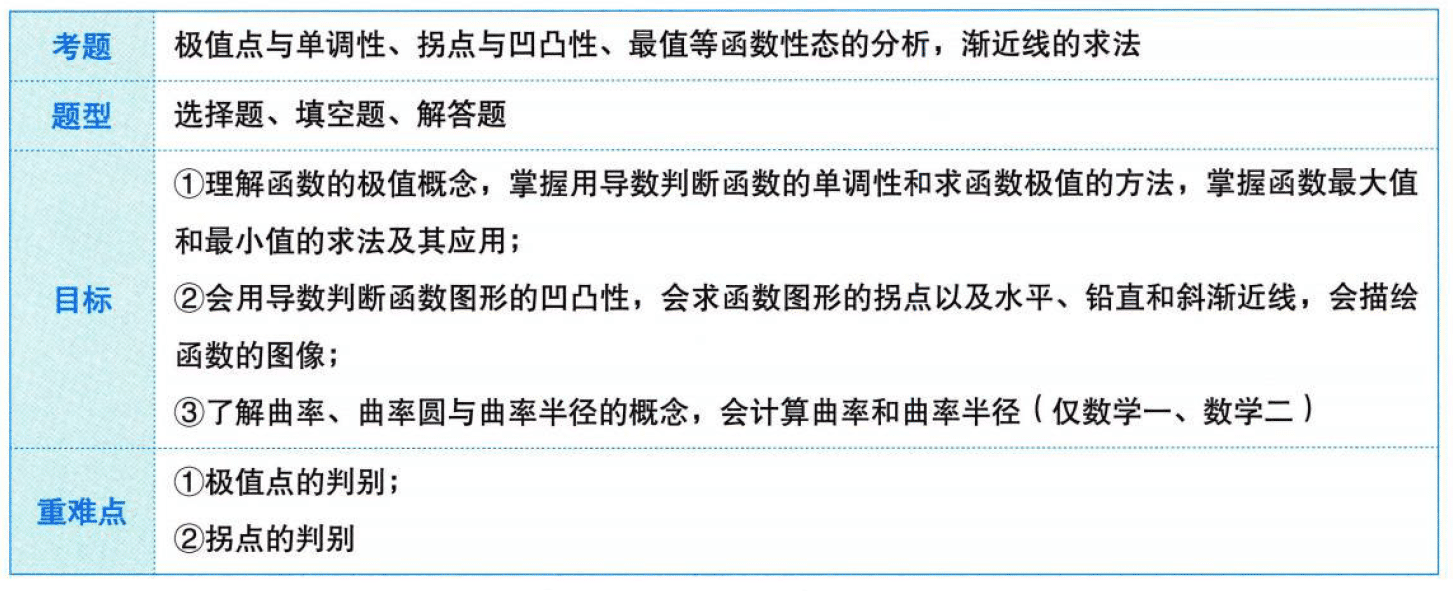 考题 极值点与单调性、拐点与凹凸性、最值等函数性态的分析，渐近线的求法
题型 选择题、填空题、解答题
①理解函数的极值概念，掌握用导数判断函数的单调性和求函数极值的方法，掌握函数最大值
和最小值的求法及其应用；
目标 ②会用导数判断函数图形的凹凸性，会求函数图形的拐点以及水平、铅直和斜渐近线，会描绘
函数的图像；
③了解曲率、曲率圆与曲率半径的概念，会计算曲率和曲率半径（仅数学一、数学二）
重难点 ①极值点的判别；
②拐点的判别